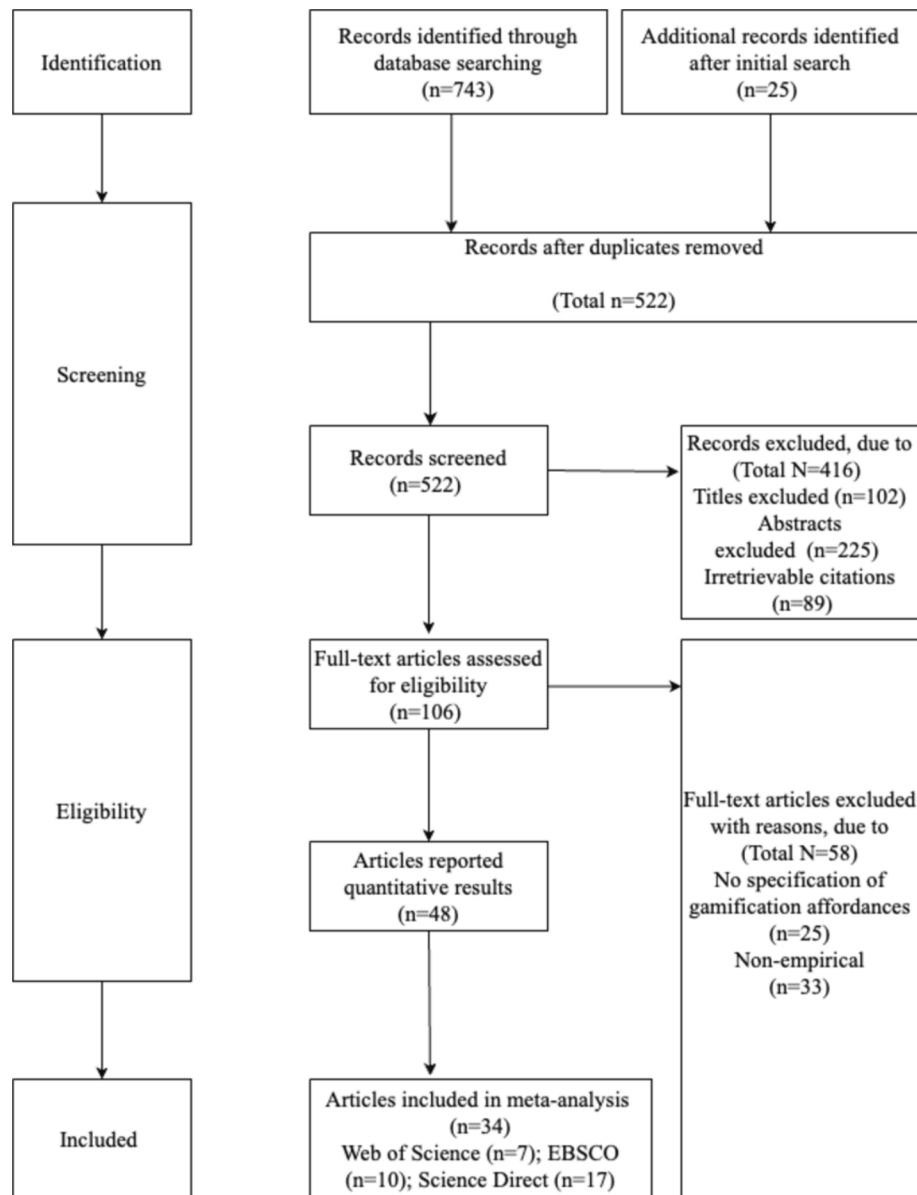 Identification
Records identified through
database searching
(n=743)
Additional records identified
after initial search
(n=25)
Screening
Records after duplicates removed
(Total n=522)
Records screened
(n=522)
Records excluded, due to
(Total N=416)
Titles excluded (n=102)
Abstracts
excluded (n=225)
Irretrievable citations
(n=89)
Eligibility
Full-text articles assessed
for eligibility
(n=106)
Full-text articles excluded
with reasons, due to
(Total N=58)
No specification of
gamification affordances
(n=25)
Non-empirical
(n=33)
Articles reported
quantitative results
(n=48)
Included
Articles included in meta-analysis
(n=34)
Web of Science (n=7); EBSCO
(n=10); Science Direct (n=17)